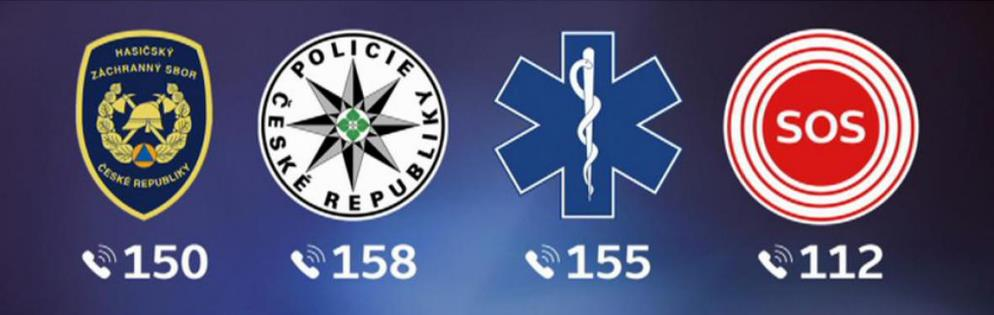 HASIČSKÝ
ZÁCHRANNÝ SBOR
ČESKÉ REPUBLIKY
150
POLICIE
ČESKÉ REPUBLIKY
158
155
SOS
112